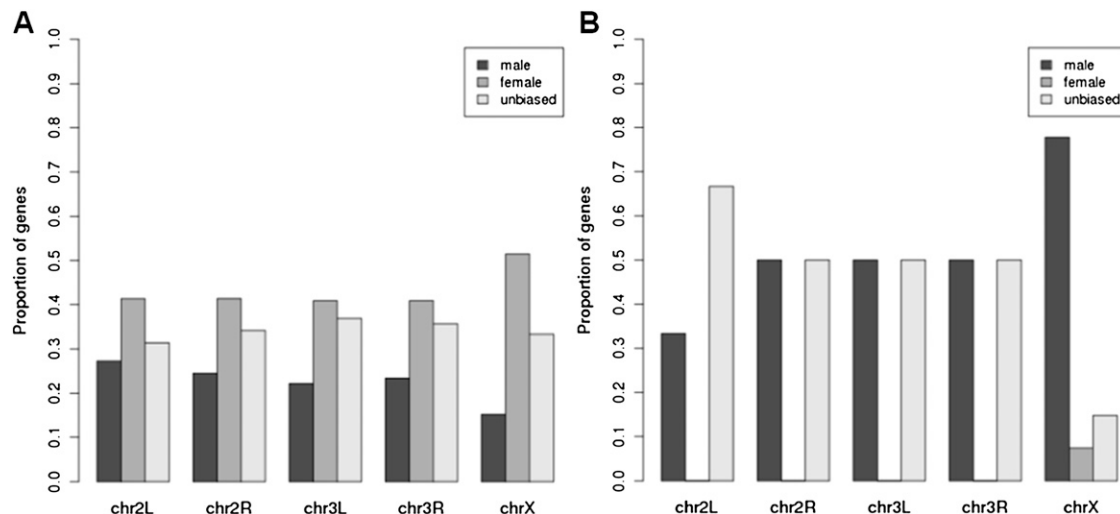 A
Proportion of genes
1.0
0.9
0.8
0.7
0.6
0.5
0.4
0.3
0.2
0.1
0.0
male
female
unbiased
chr2L chr2R chr3L chr3R chrX
B
Proportion of genes
1.0
0.9
0.8
0.7
0.6
0.5
0.4
0.3
0.2
0.1
0.0
male
female
unbiased
chr2L chr2R chr3L chr3R chrX